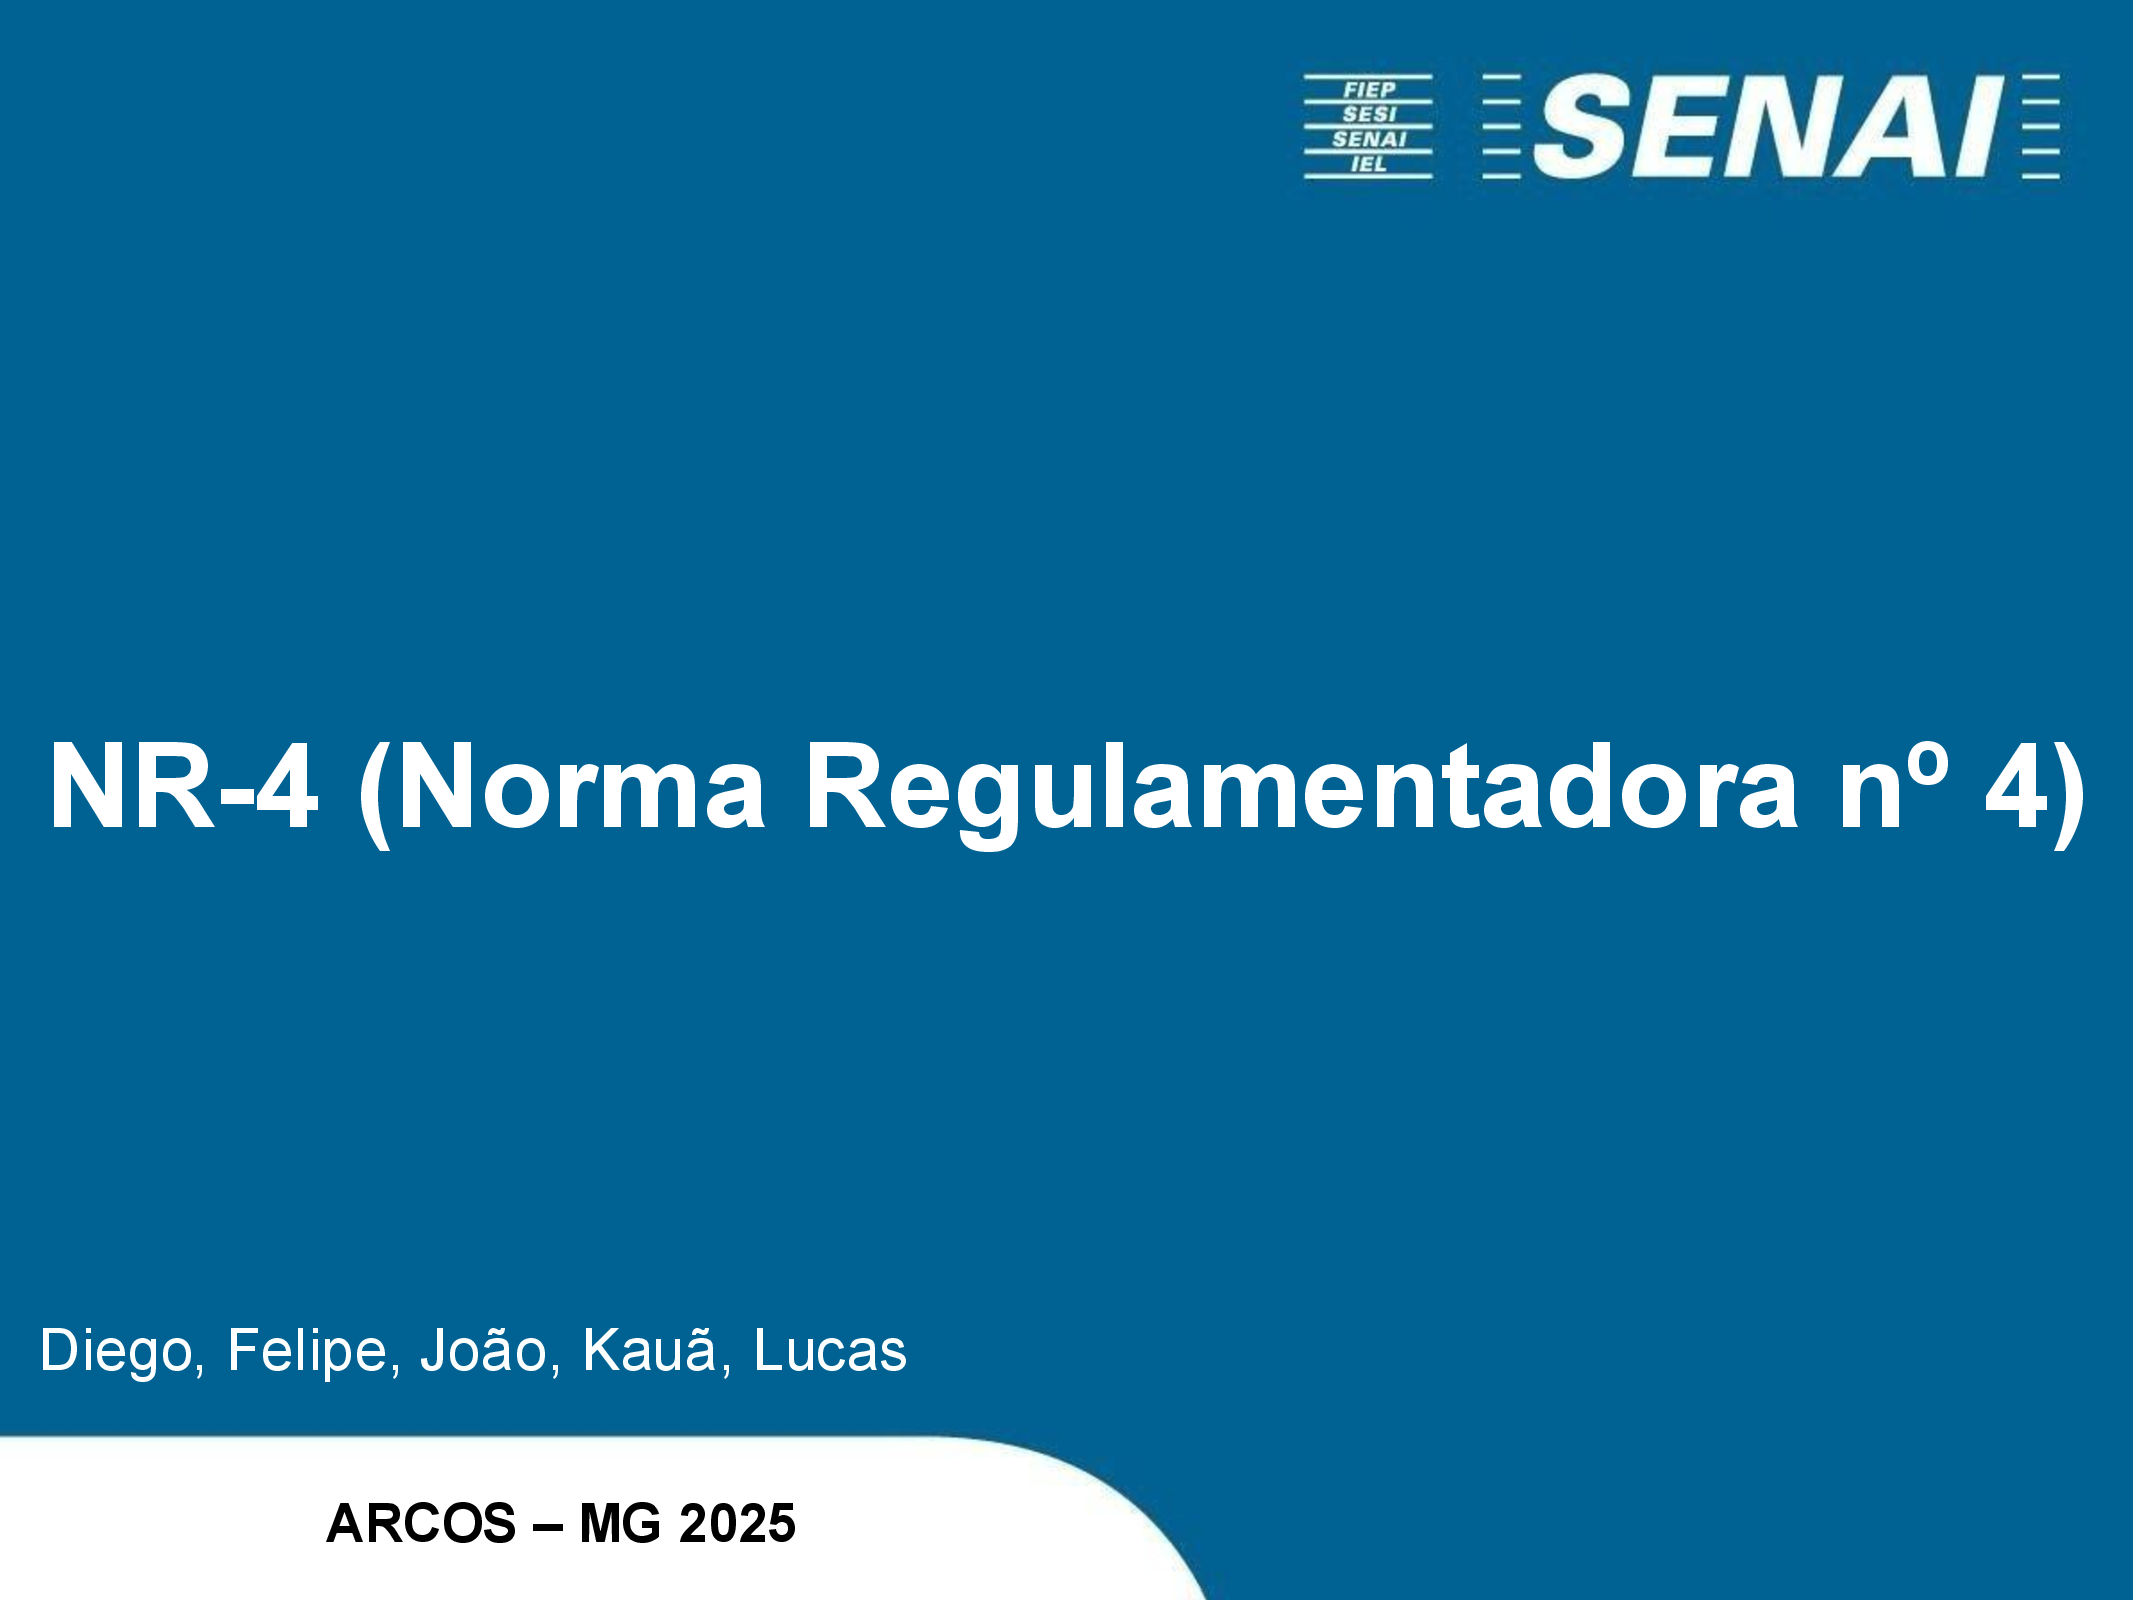 FIEP
SESI
SENAI
IEL
SENAI
NR-4 (Norma Regulamentadora nº 4)
Diego, Felipe, João, Kauã, Lucas
ARCOS – MG 2025